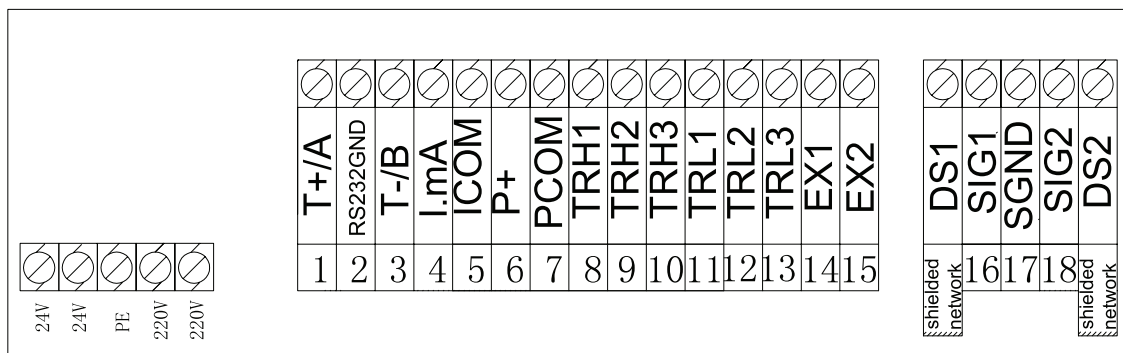 T+/A
RS232GND
T-/B
I.mA
ICOM
P+
PCOM
TRH1
TRH2
TRH3
TRL1
TRL2
TRL3
EX1
EX2
DS1
SIG1
SGND
SIG2
DS2
1 2 3 4 5 6 7 8 9 10 11 12 13 14 15
shielded
network
16 17 18
shielded
network
24V
24V
PE
220V
220V